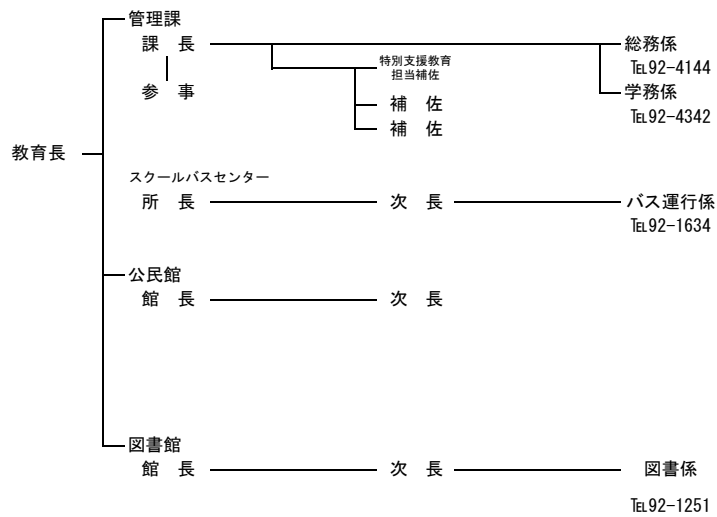 管理課
課　長
総務係
℡92−4144
特別支援教育
担当補佐
参　事
補　佐
学務係
℡92−4342
補　佐
教育長
スクールバスセンター
所　長
次　長
バス運行係
℡92−1634
公民館
館　長
次　長
図書館
館　長
次　長
図書係
℡92−1251